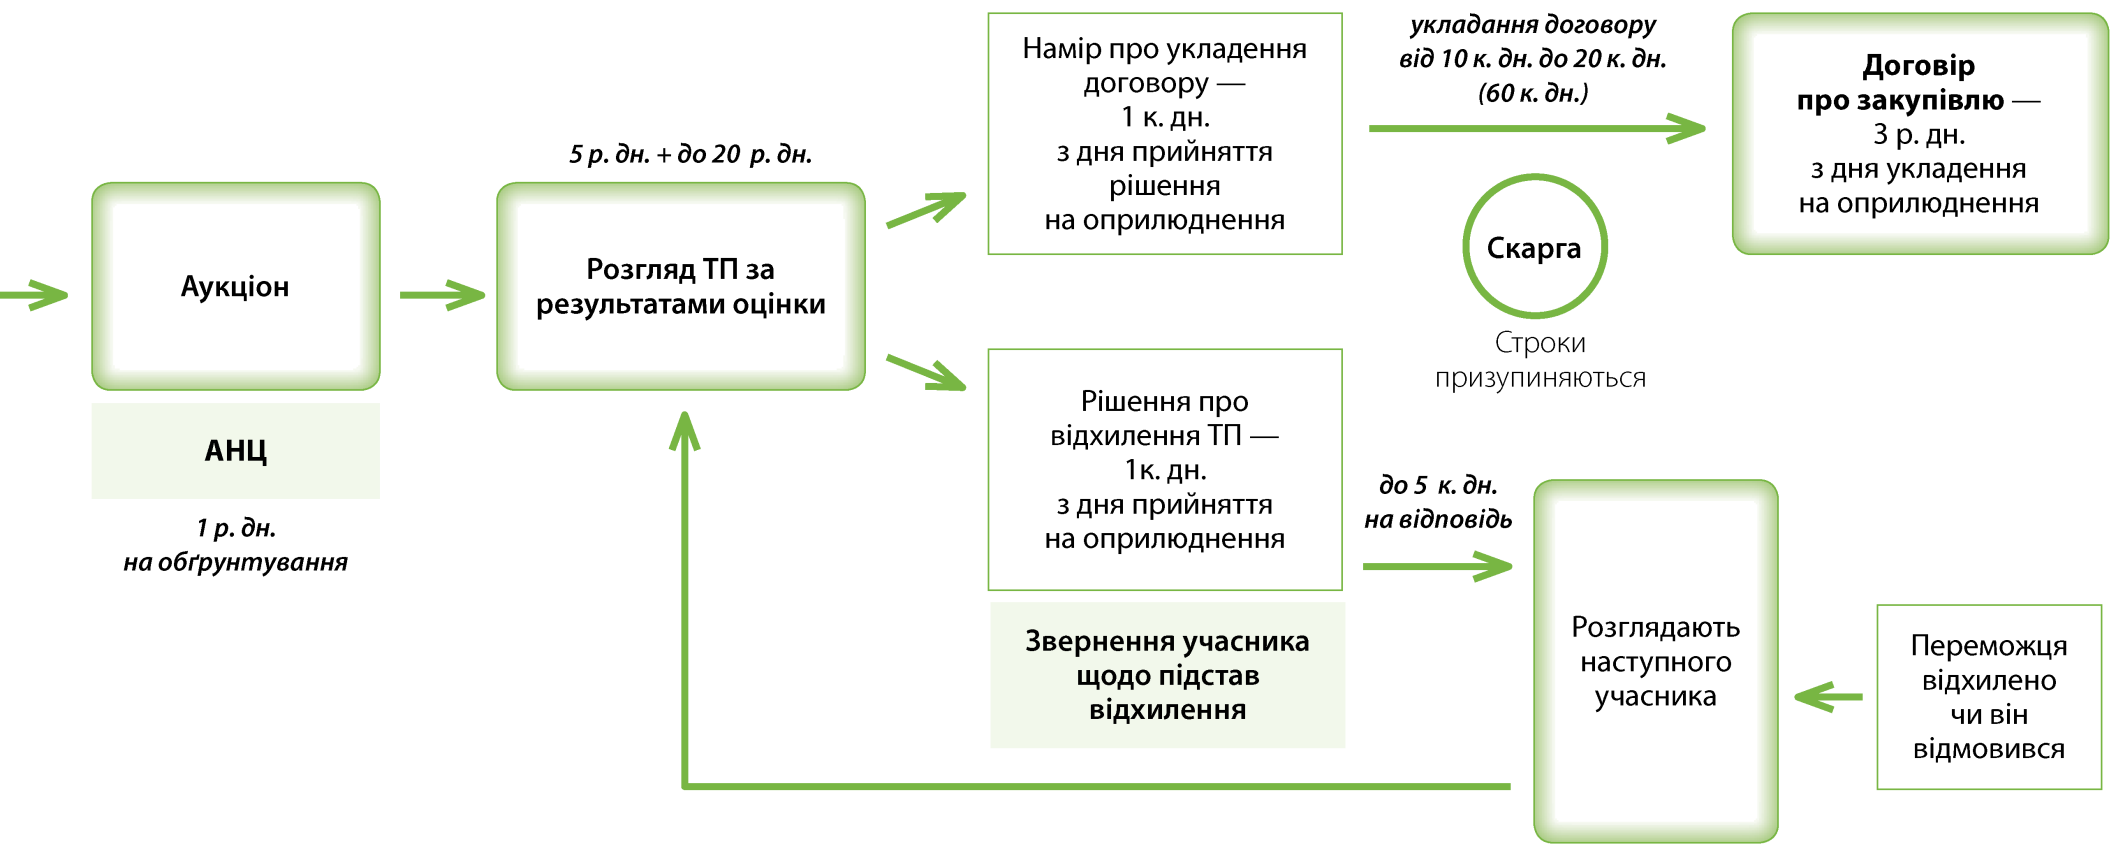 Аукціон
АНЦ
1 р. дн.
на обґрунтування
5 р. дн. + до 20 р. дн.
Розгляд ТП за
результатами оцінки
Намір про укладення
договору —
1 к. дн.
з дня прийняття
рішення
на оприлюднення
укладання договору
від 10 к. дн. до 20 к. дн.
(60 к. дн.)
Договір
про закупівлю —
3 р. дн.
з дня укладення
на оприлюднення
Скарга
Строки
призупиняються
Рішення про
відхилення ТП —
1к. дн.
з дня прийняття
на оприлюднення
Звернення учасника
щодо підстав
відхилення
до 5 к. дн.
на відповідь
Розглядають
наступного
учасника
Переможця
відхилено
чи він
відмовився